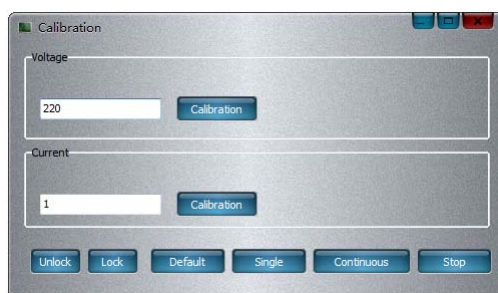 Calibration
Voltage
220 Calibration
Current
1 Calibration
Unlock Lock Default Single Continuous Stop